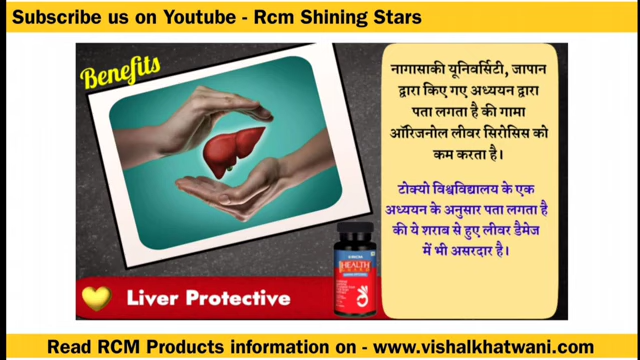 Subscribe us on Youtube - Rcm Shining Stars
Benefits
नागासाकी यूनिवर्सिटी, जापान
द्वारा किए गए अध्ययन द्वारा
पता लगता है की गामा
ऑरिजनोल लीवर सिरोसिस को
कम करता है।
टोक्यो विश्वविद्यालय के एक
अध्ययन के अनुसार पता लगता है
की ये शराब से हुए लीवर डैमेज
में भी असरदार है।
HEALTH
Liver Protective
Read RCM Products information on - www.vishalkhatwani.com